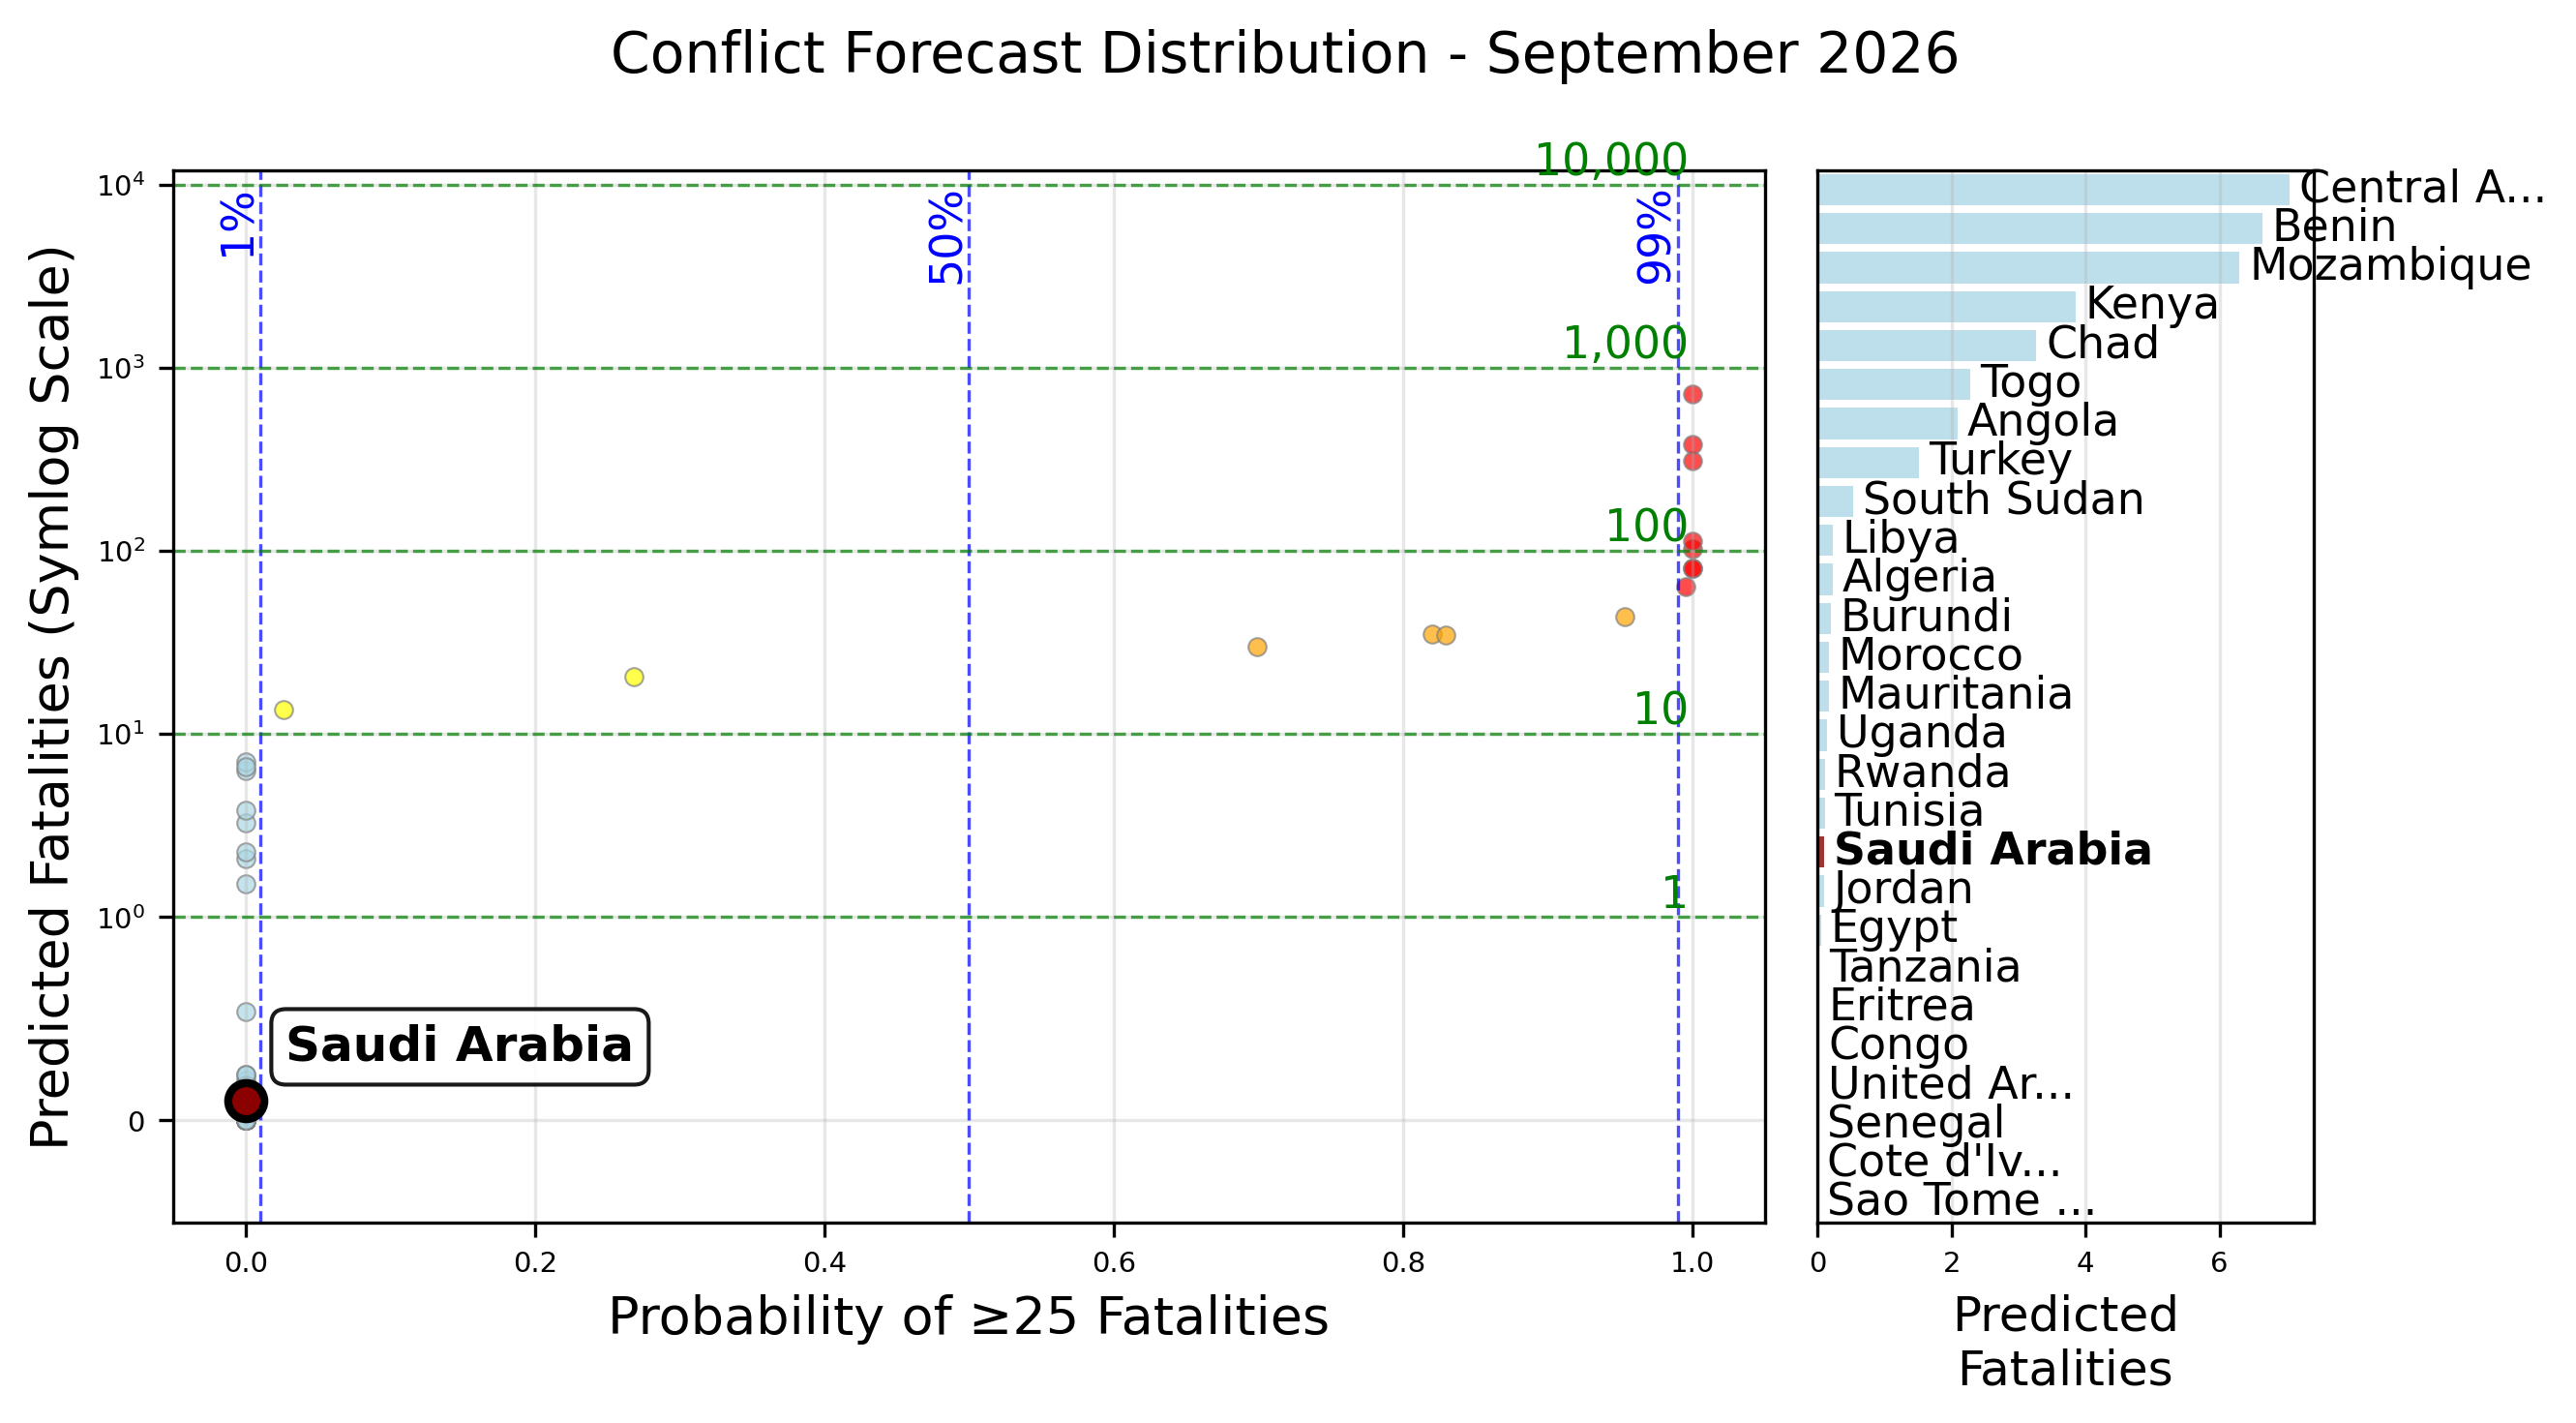 Conflict Forecast Distribution - September 2026
Predicted Fatalities (Symlog Scale)
10⁴
10³
10²
10¹
10⁰
0
1%
50%
99%
10,000
1,000
100
10
1
Saudi Arabia
0.0
0.2
0.4
0.6
0.8
1.0
Probability of ≥25 Fatalities
Central A...
Benin
Mozambique
Kenya
Chad
Togo
Angola
Turkey
South Sudan
Libya
Algeria
Burundi
Morocco
Mauritania
Uganda
Rwanda
Tunisia
Saudi Arabia
Jordan
Egypt
Tanzania
Eritrea
Congo
United Ar...
Senegal
Cote d'Iv...
Sao Tome ...
0
2
4
6
Predicted
Fatalities